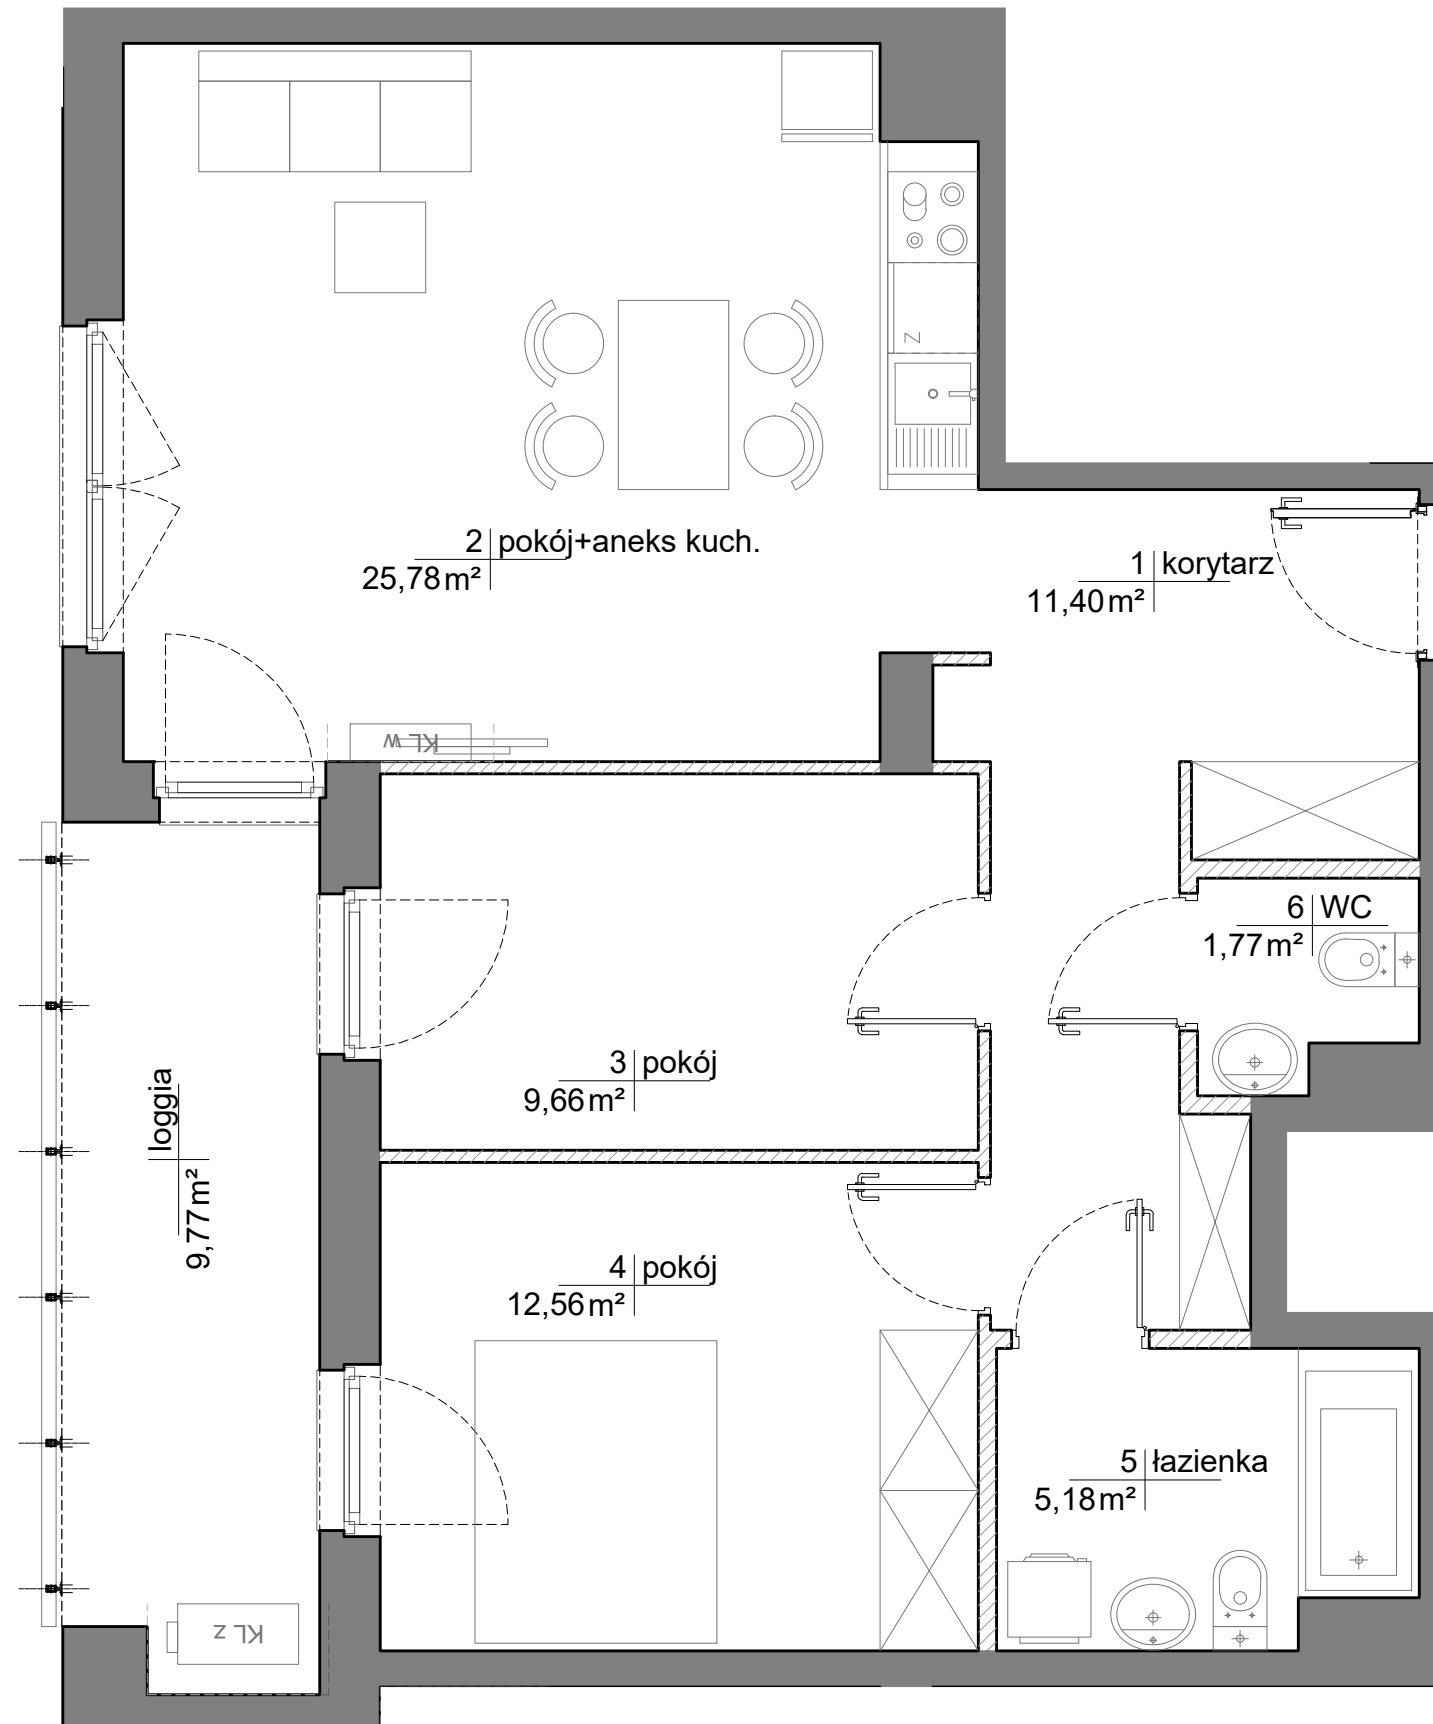 Z
2 pokój+aneks kuch.
25,78 m²
1 korytarz
11,40 m²
KL w
6 WC
1,77 m²
3 pokój
9,66 m²
loggia
9,77 m²
4 pokój
12,56 m²
5 łazienka
5,18 m²
KL z